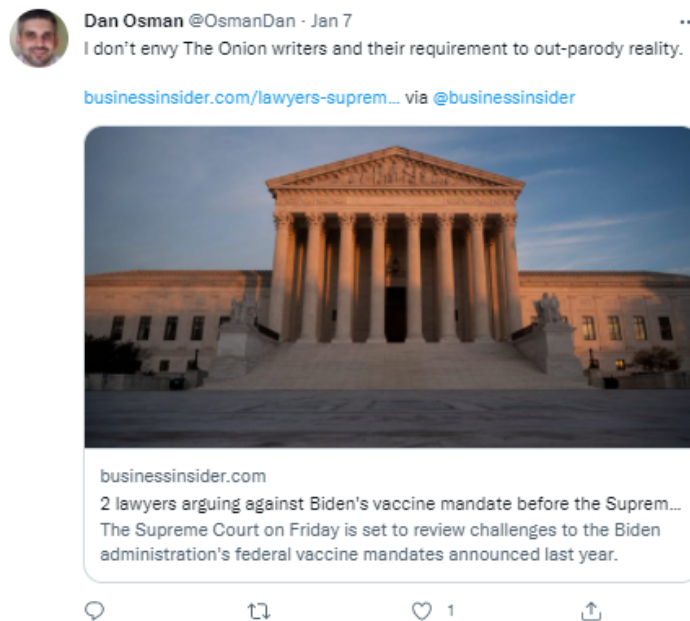 Dan Osman @OsmanDan · Jan 7
I don't envy The Onion writers and their requirement to out-parody reality.
businessinsider.com/lawyers-suprem... via @businessinsider
businessinsider.com
2 lawyers arguing against Biden's vaccine mandate before the Suprem...
The Supreme Court on Friday is set to review challenges to the Biden
administration's federal vaccine mandates announced last year.
1